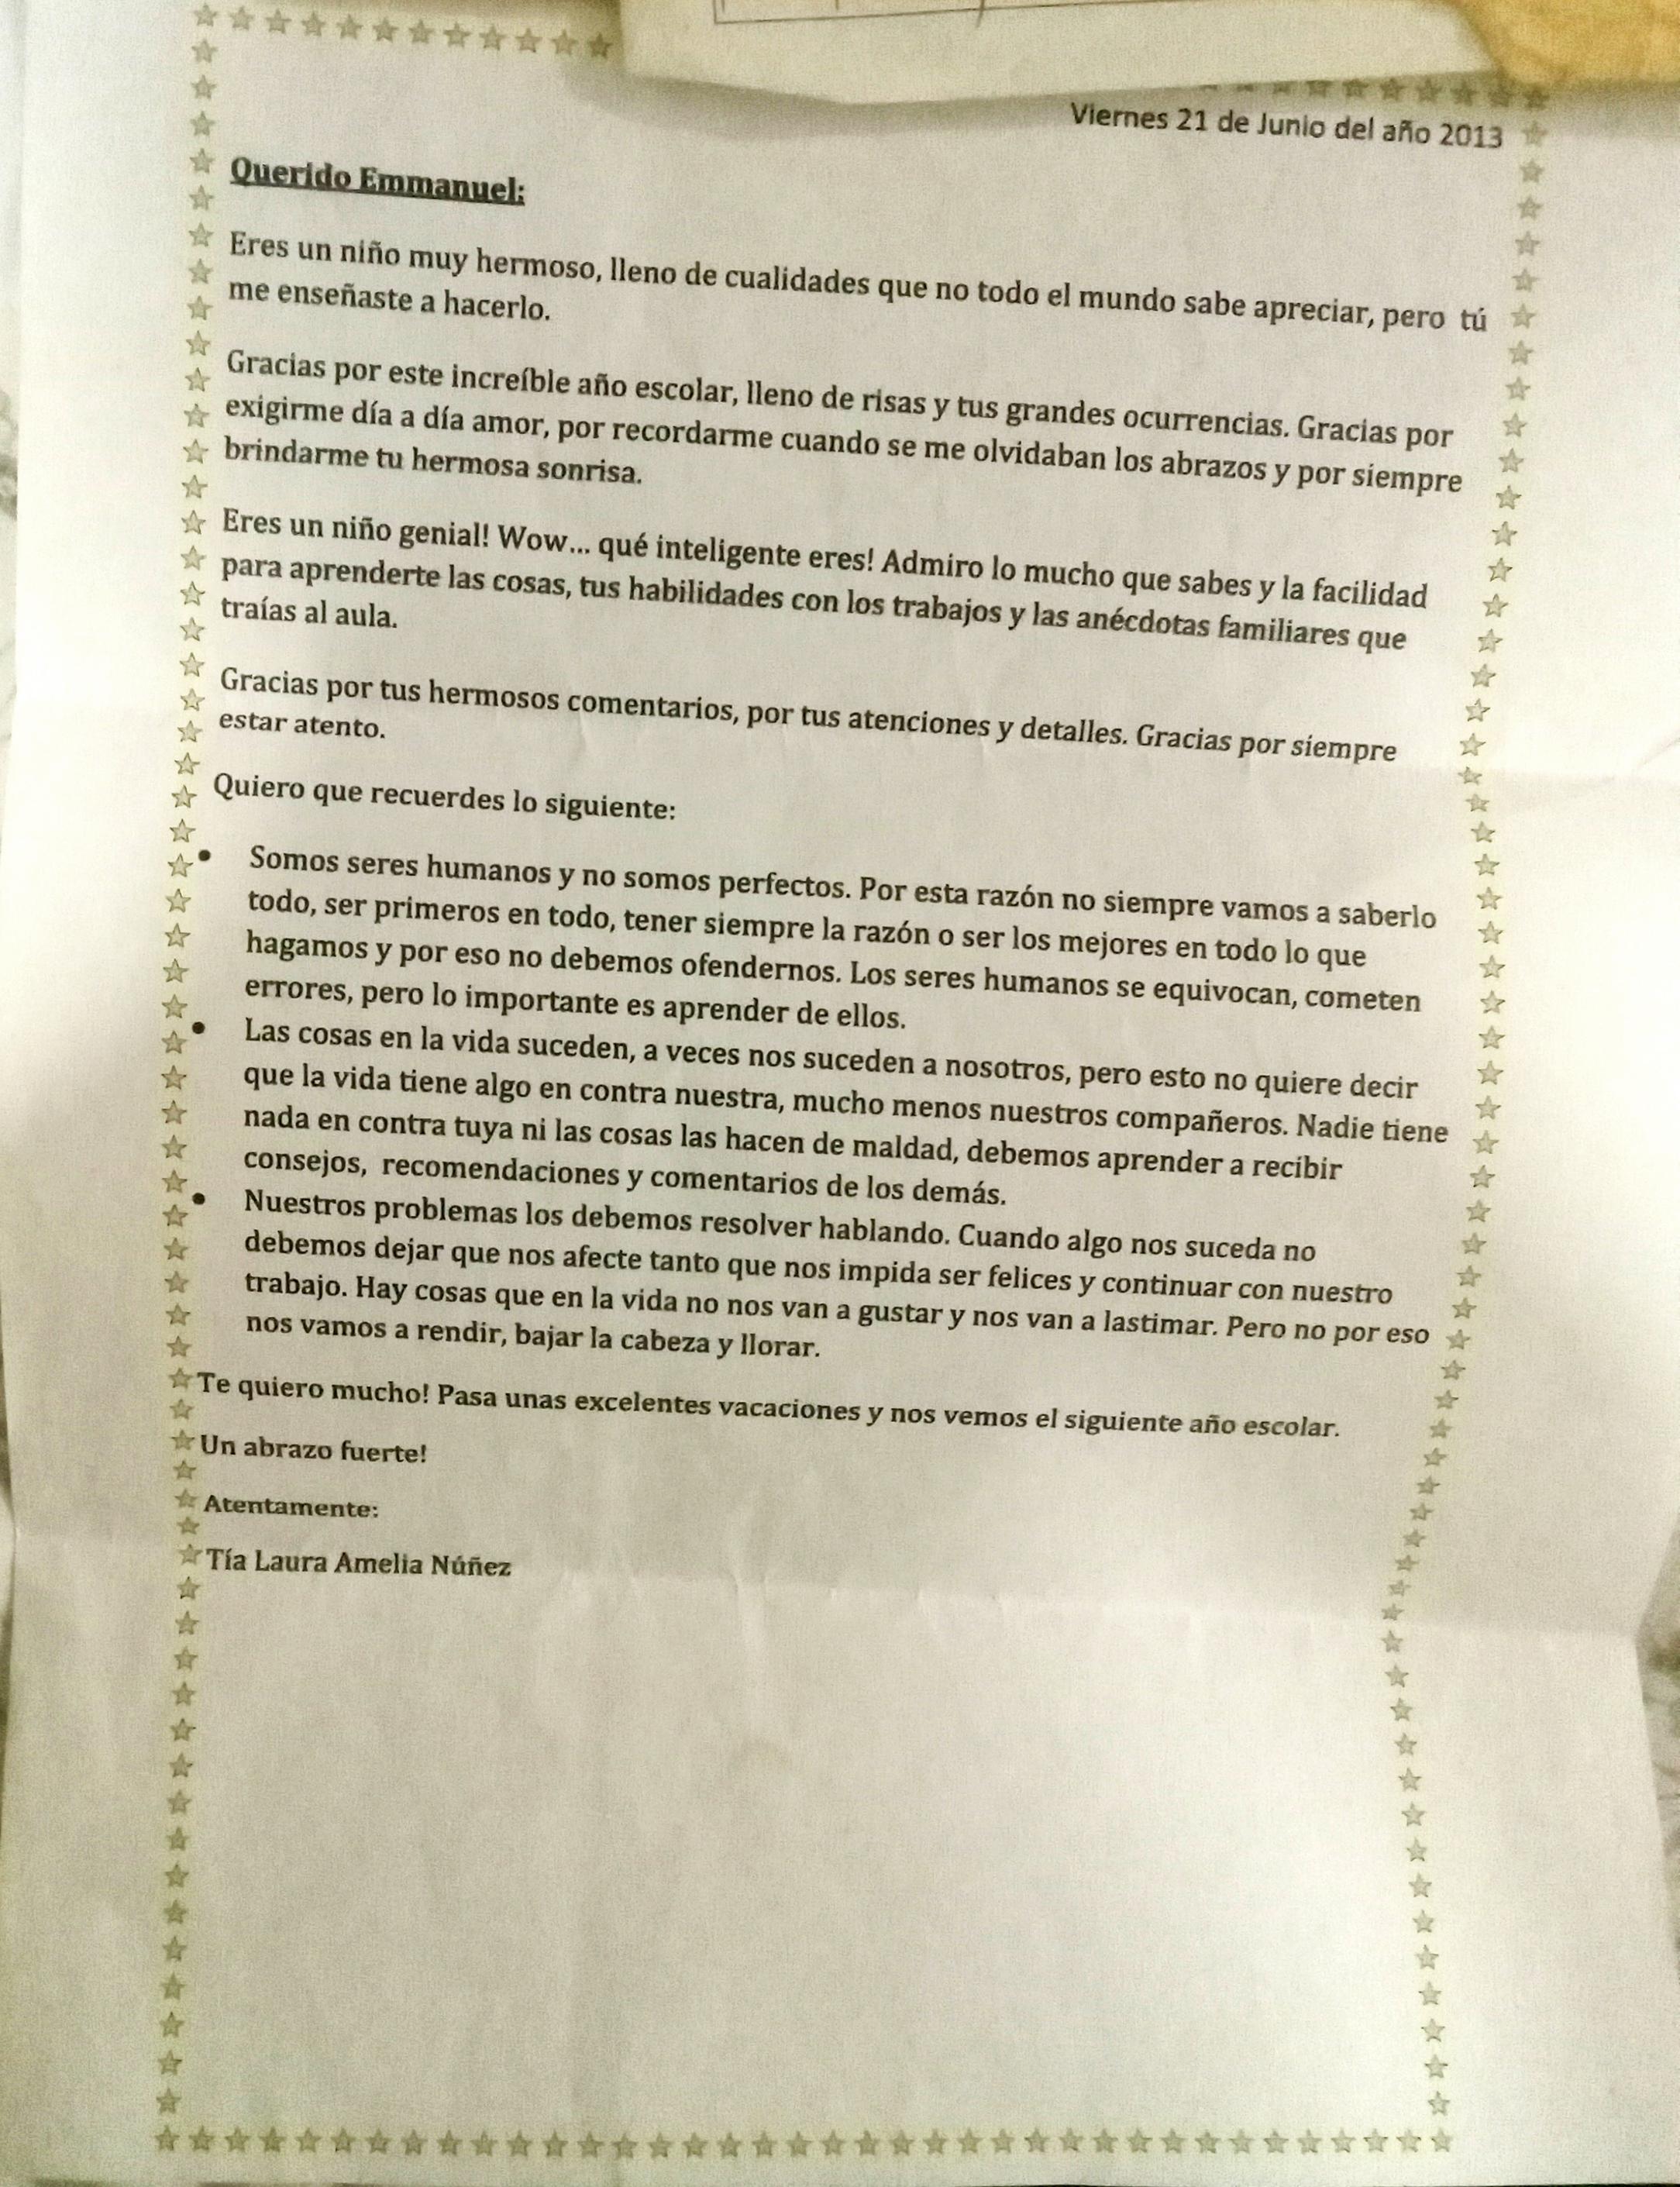 Viernes 21 de Junio del año 2013
Querido Emmanuel:
Eres un niño muy hermoso, lleno de cualidades que no todo el mundo sabe apreciar, pero tú
me enseñaste a hacerlo.
Gracias por este increíble año escolar, lleno de risas y tus grandes ocurrencias. Gracias por
exigirme día a día amor, por recordarme cuando se me olvidaban los abrazos y por siempre
brindarme tu hermosa sonrisa.
Eres un niño genial! Wow... qué inteligente eres! Admiro lo mucho que sabes y la facilidad
para aprenderte las cosas, tus habilidades con los trabajos y las anécdotas familiares que
traías al aula.
Gracias por tus hermosos comentarios, por tus atenciones y detalles. Gracias por siempre
estar atento.
Quiero que recuerdes lo siguiente:
• Somos seres humanos y no somos perfectos. Por esta razón no siempre vamos a saberlo
todo, ser primeros en todo, tener siempre la razón o ser los mejores en todo lo que
hagamos y por eso no debemos ofendernos. Los seres humanos se equivocan, cometen
errores, pero lo importante es aprender de ellos.
• Las cosas en la vida suceden, a veces nos suceden a nosotros, pero esto no quiere decir
que la vida tiene algo en contra nuestra, mucho menos nuestros compañeros. Nadie tiene
nada en contra tuya ni las cosas las hacen de maldad, debemos aprender a recibir
consejos, recomendaciones y comentarios de los demás.
• Nuestros problemas los debemos resolver hablando. Cuando algo nos suceda no
debemos dejar que nos afecte tanto que nos impida ser felices y continuar con nuestro
trabajo. Hay cosas que en la vida no nos van a gustar y nos van a lastimar. Pero no por eso
nos vamos a rendir, bajar la cabeza y llorar.
Te quiero mucho! Pasa unas excelentes vacaciones y nos vemos el siguiente año escolar.
Un abrazo fuerte!
Atentamente:
Tía Laura Amelia Núñez